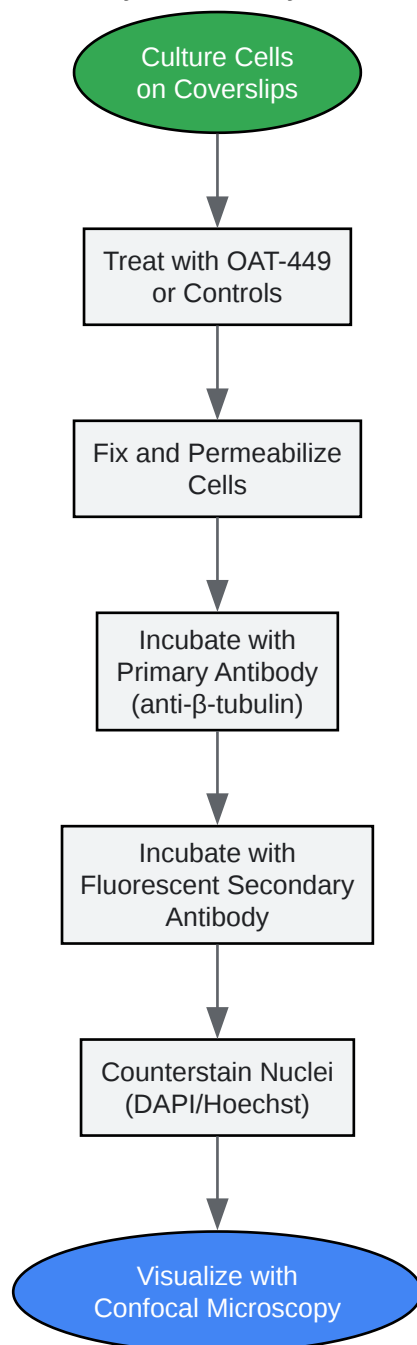 Culture Cells
on Coverslips
Treat with OAT-449
or Controls
Fix and Permeabilize
Cells
Incubate with
Primary Antibody
(anti-β-tubulin)
Incubate with
Fluorescent Secondary
Antibody
Counterstain Nuclei
(DAPI/Hoechst)
Visualize with
Confocal Microscopy